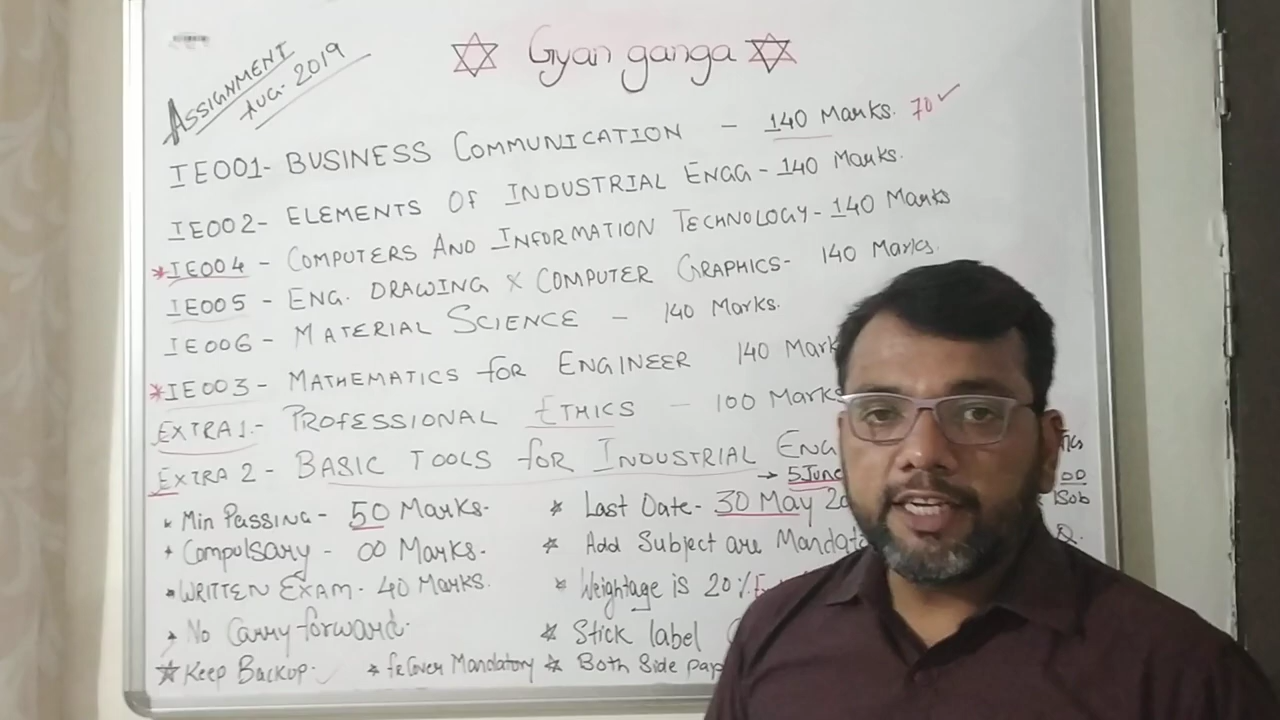 ASSIGNMENT
AUG-2019
Gyan ganga
IE001- BUSINESS COMMUNICATION - 140 Marks. 70 ✓
IE002- ELEMENTS OF INDUSTRIAL ENGG - 140 Marks.
*IE004 - COMPUTERS AND INFORMATION TECHNOLOGY- 140 Marks
IE005 - ENG. DRAWING & COMPUTER GRAPHICS- 140 Marks.
IE006 - MATERIAL SCIENCE - 140 Marks.
*IE003 - MATHEMATICS for ENGINEER 140 Mark
EXTRA 1.- PROFESSIONAL ETHICS - 100 Marks
EXTRA 2 - BASIC TOOLS for INDUSTRIAL ENG
→ 5 June
* Min Passing - 50 Marks. * Last Date- 30 May 20
* Compulsary - 00 Marks. * Add Subject are Mandat
* WRITTEN EXAM - 40 Marks. * Weightage is 20%
* No Carry forward. * Stick label
* Keep Backup. * Cover Mandatory * Both Side pap